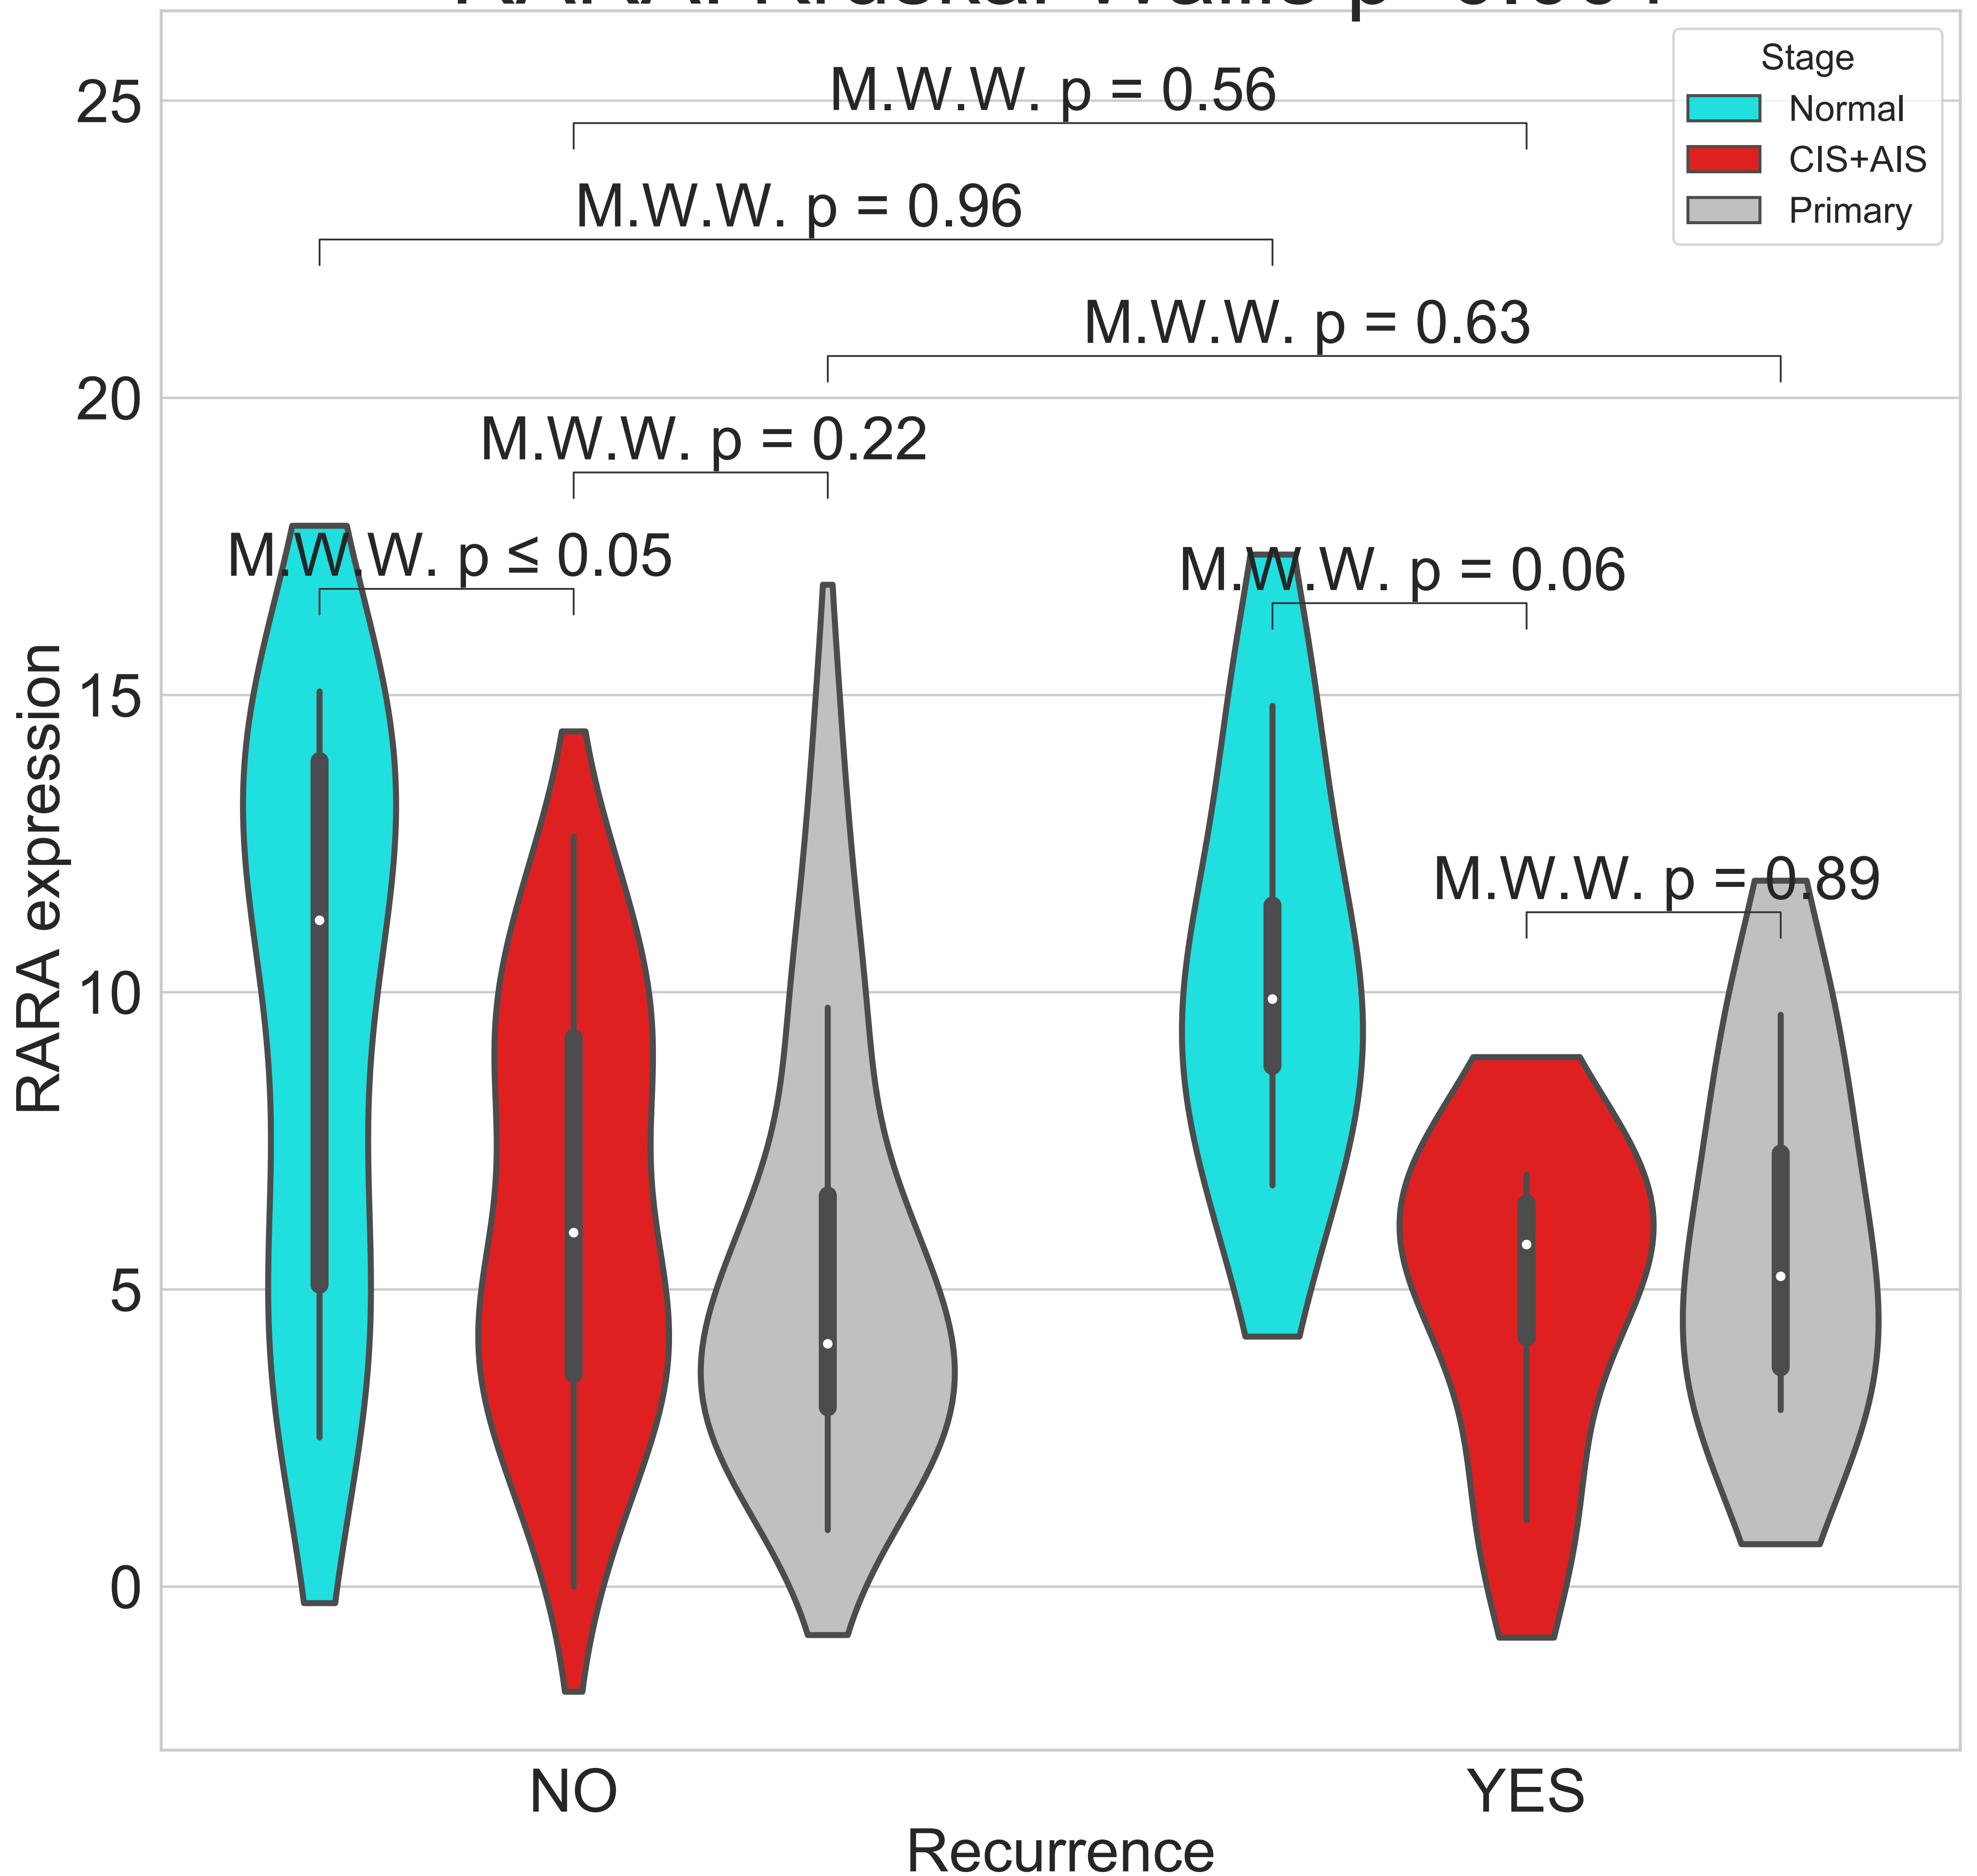 Stage
Normal
CIS+AIS
Primary
25
20
15
10
5
0
RARA expression
M.W.W. p = 0.56
M.W.W. p = 0.96
M.W.W. p = 0.63
M.W.W. p = 0.22
M.W.W. p ≤ 0.05
M.W.W. p = 0.06
M.W.W. p = 0.89
NO
YES
Recurrence